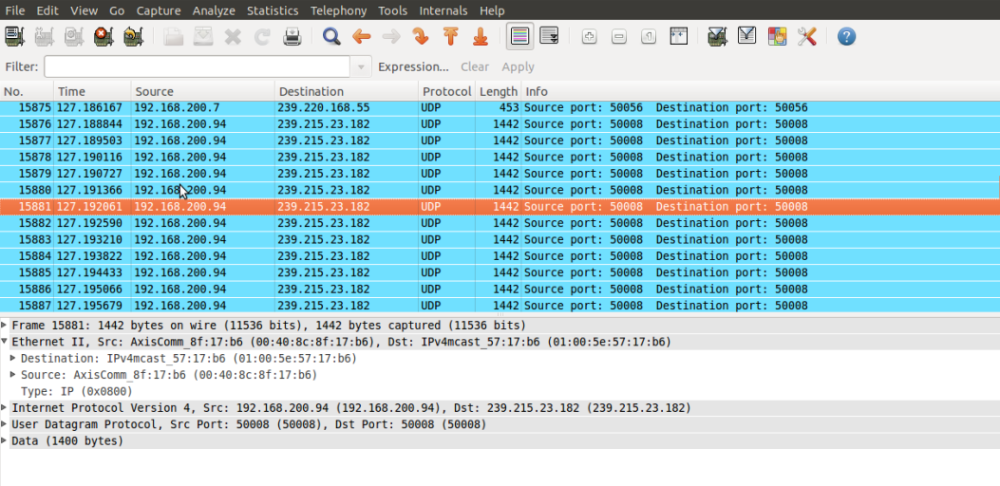 File Edit View Go Capture Analyze Statistics Telephony Tools Internals Help
Filter: Expression... Clear Apply
No. Time Source Destination Protocol Length Info
15875 127.186167 192.168.200.7 239.220.168.55 UDP 453 Source port: 50056 Destination port: 50056
15876 127.188844 192.168.200.94 239.215.23.182 UDP 1442 Source port: 50008 Destination port: 50008
15877 127.189503 192.168.200.94 239.215.23.182 UDP 1442 Source port: 50008 Destination port: 50008
15878 127.190116 192.168.200.94 239.215.23.182 UDP 1442 Source port: 50008 Destination port: 50008
15879 127.190727 192.168.200.94 239.215.23.182 UDP 1442 Source port: 50008 Destination port: 50008
15880 127.191366 192.168.200.94 239.215.23.182 UDP 1442 Source port: 50008 Destination port: 50008
15881 127.192061 192.168.200.94 239.215.23.182 UDP 1442 Source port: 50008 Destination port: 50008
15882 127.192590 192.168.200.94 239.215.23.182 UDP 1442 Source port: 50008 Destination port: 50008
15883 127.193210 192.168.200.94 239.215.23.182 UDP 1442 Source port: 50008 Destination port: 50008
15884 127.193822 192.168.200.94 239.215.23.182 UDP 1442 Source port: 50008 Destination port: 50008
15885 127.194433 192.168.200.94 239.215.23.182 UDP 1442 Source port: 50008 Destination port: 50008
15886 127.195066 192.168.200.94 239.215.23.182 UDP 1442 Source port: 50008 Destination port: 50008
15887 127.195679 192.168.200.94 239.215.23.182 UDP 1442 Source port: 50008 Destination port: 50008
Frame 15881: 1442 bytes on wire (11536 bits), 1442 bytes captured (11536 bits)
Ethernet II, Src: AxisComm_8f:17:b6 (00:40:8c:8f:17:b6), Dst: IPv4mcast_57:17:b6 (01:00:5e:57:17:b6)
Destination: IPv4mcast_57:17:b6 (01:00:5e:57:17:b6)
Source: AxisComm_8f:17:b6 (00:40:8c:8f:17:b6)
Type: IP (0x0800)
Internet Protocol Version 4, Src: 192.168.200.94 (192.168.200.94), Dst: 239.215.23.182 (239.215.23.182)
User Datagram Protocol, Src Port: 50008 (50008), Dst Port: 50008 (50008)
Data (1400 bytes)